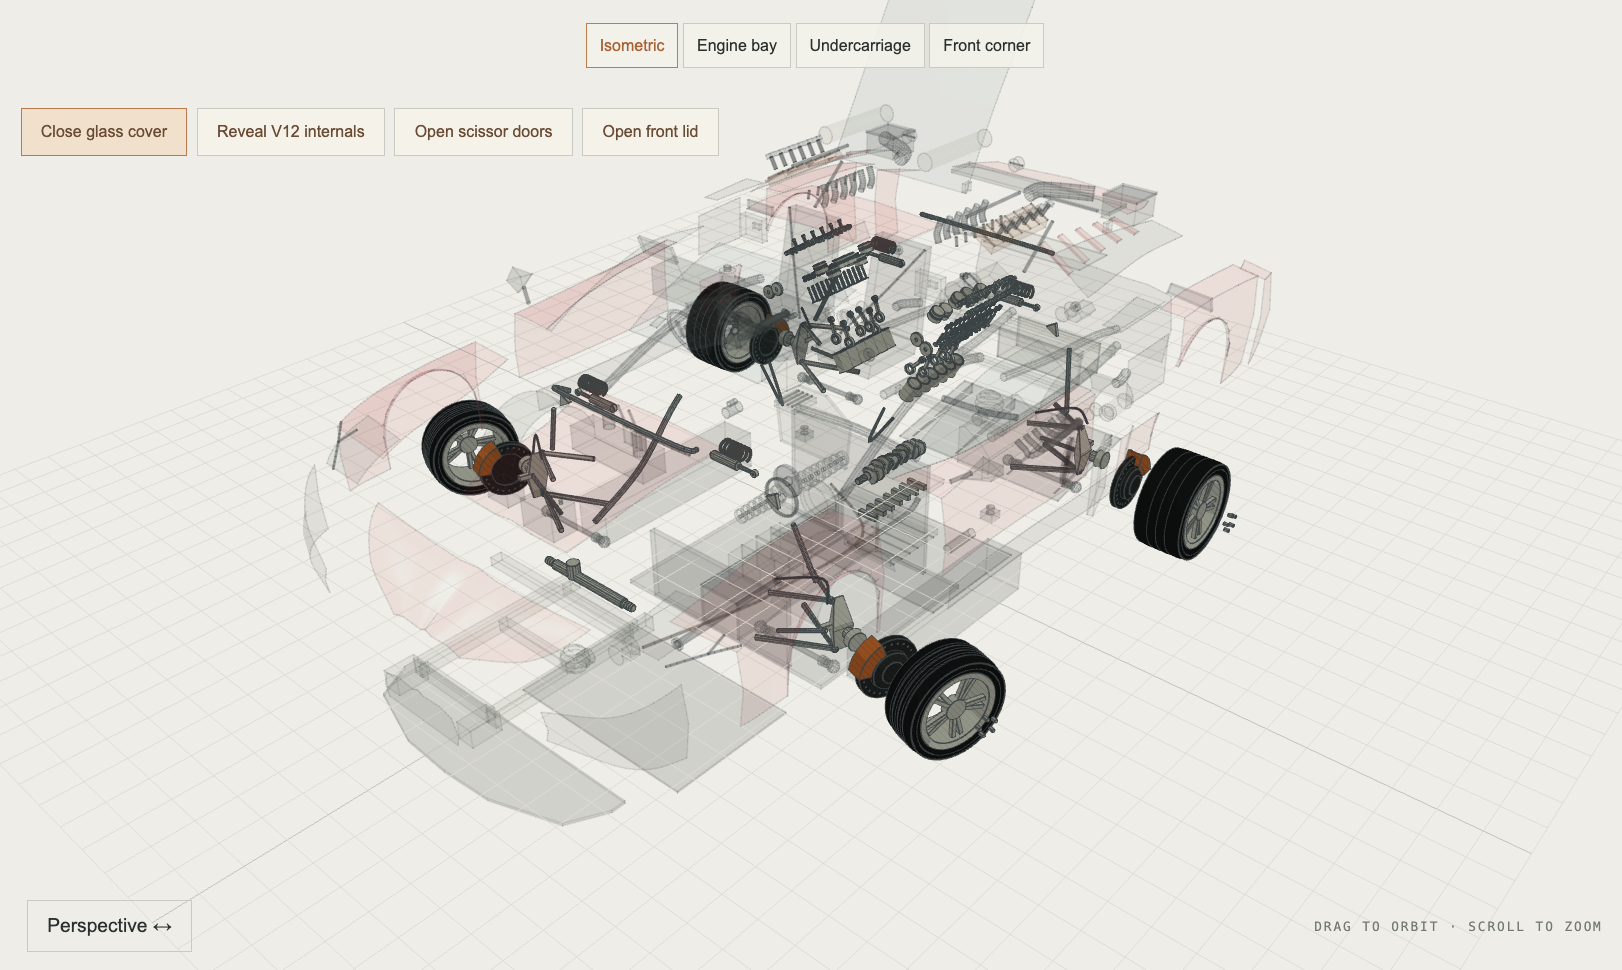 Isometric
Engine bay
Undercarriage
Front corner
Close glass cover
Reveal V12 internals
Open scissor doors
Open front lid
Perspective ↔
DRAG TO ORBIT · SCROLL TO ZOOM